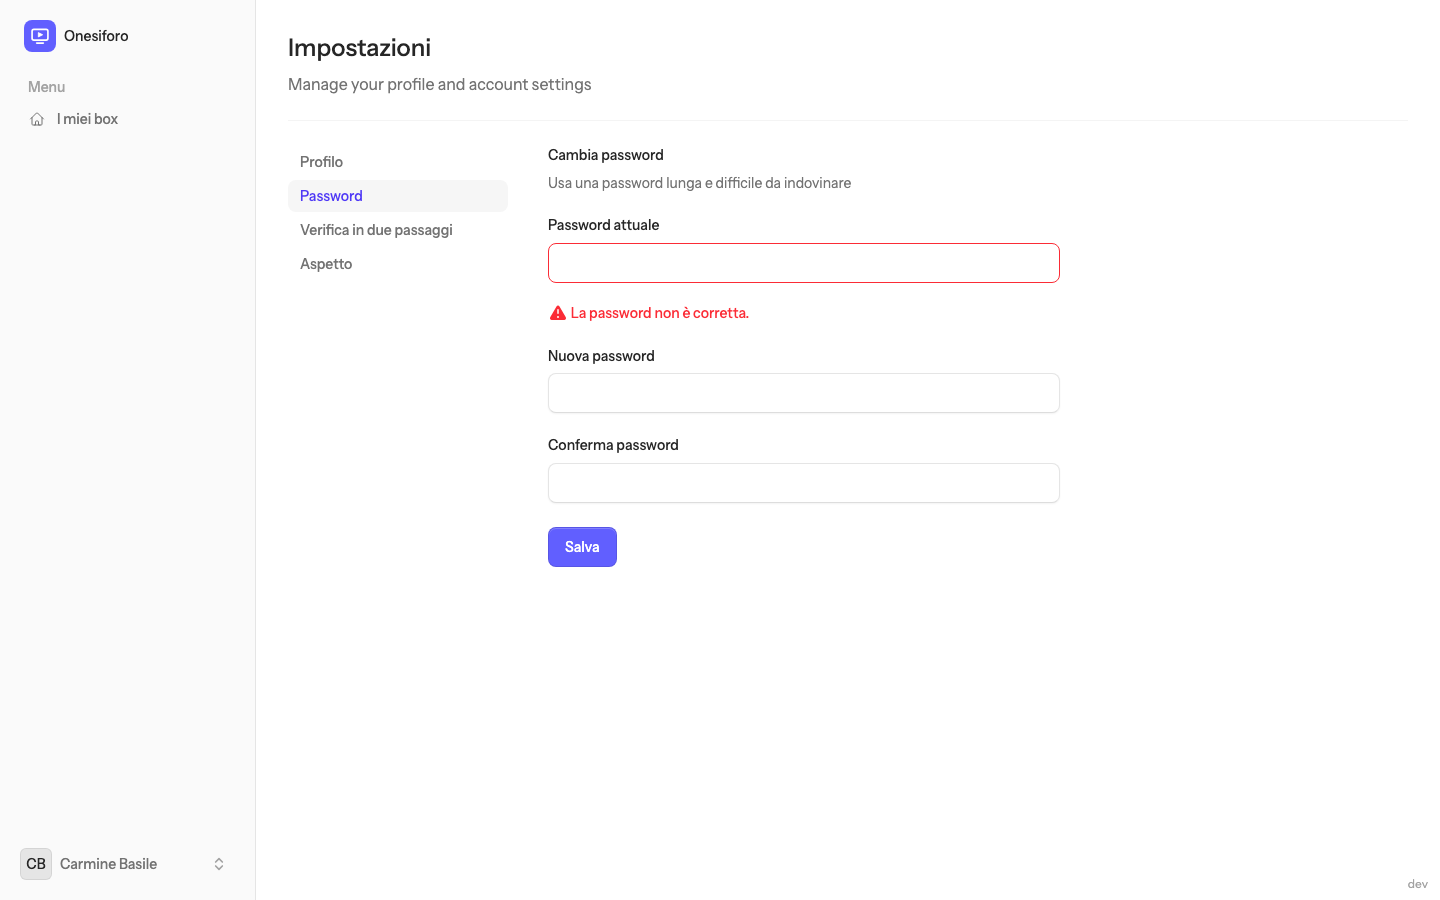 Onesiforo
Menu
I miei box
Impostazioni
Manage your profile and account settings
Profilo
Password
Verifica in due passaggi
Aspetto
Cambia password
Usa una password lunga e difficile da indovinare
Password attuale
La password non è corretta.
Nuova password
Conferma password
Salva
CB Carmine Basile
dev